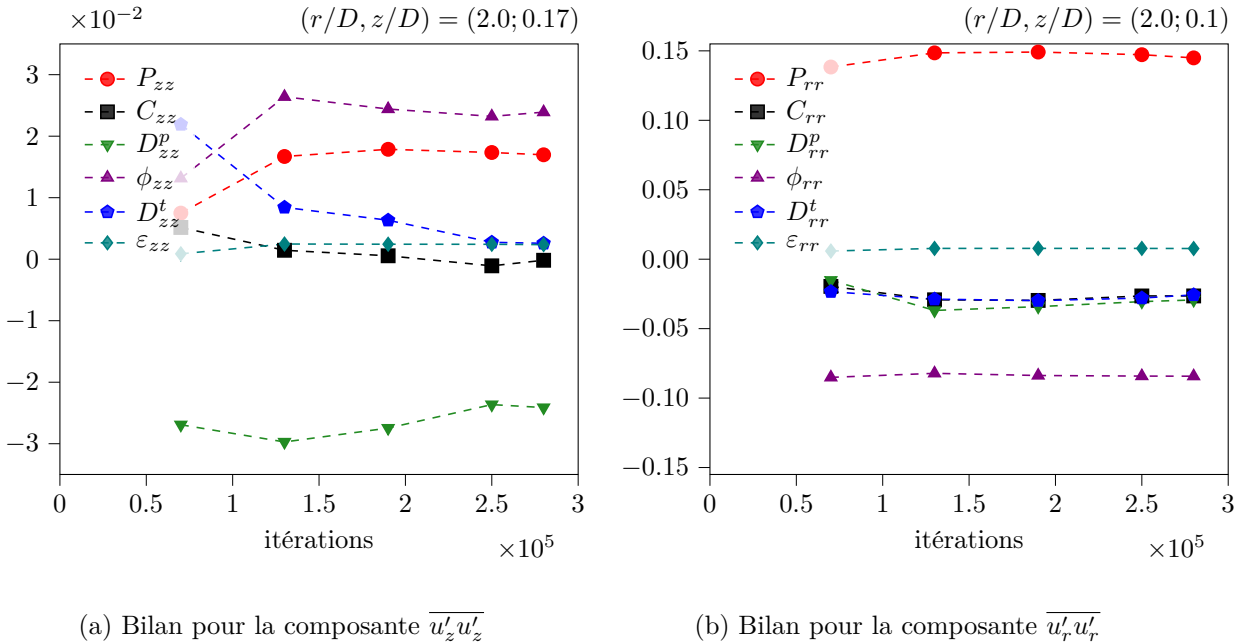 ×10⁻² (r/D, z/D) = (2.0; 0.17)
3
2
1
0
−1
−2
−3
P_zz
C_zz
D^p_zz
ϕ_zz
D^t_zz
ε_zz
0 0.5 1 1.5 2 2.5 3
itérations ×10⁵
(a) Bilan pour la composante u′_z u′_z
(r/D, z/D) = (2.0; 0.1)
0.15
0.10
0.05
0.00
−0.05
−0.10
−0.15
P_rr
C_rr
D^p_rr
ϕ_rr
D^t_rr
ε_rr
0 0.5 1 1.5 2 2.5 3
itérations ×10⁵
(b) Bilan pour la composante u′_r u′_r